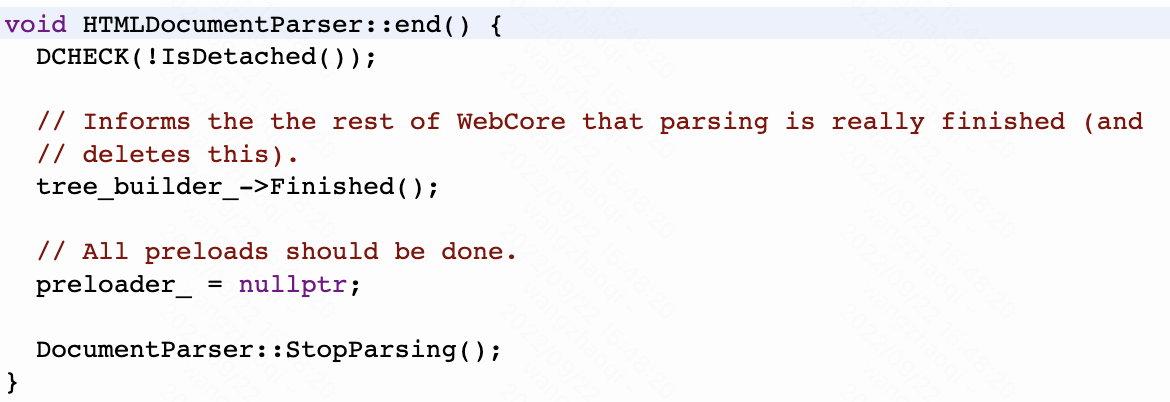 void HTMLDocumentParser::end() {
  DCHECK(!IsDetached());

  // Informs the the rest of WebCore that parsing is really finished (and
  // deletes this).
  tree_builder_->Finished();

  // All preloads should be done.
  preloader_ = nullptr;

  DocumentParser::StopParsing();
}